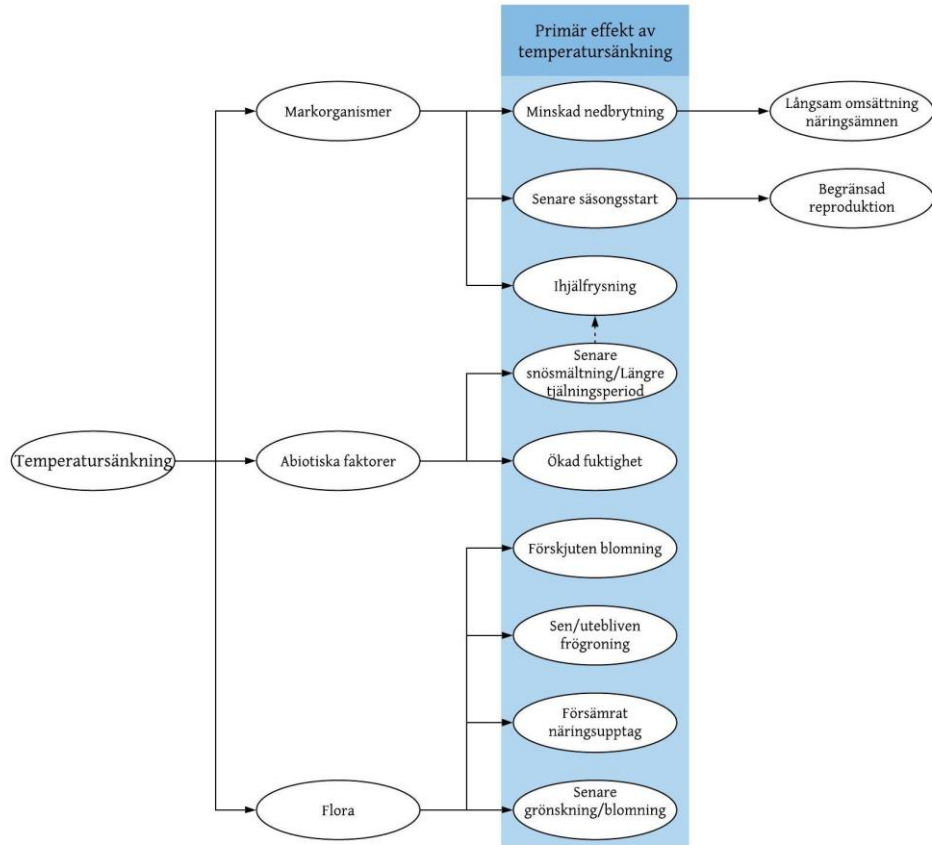 Primär effekt av
temperatursänkning
Markorganismer
Minskad nedbrytning
Långsam omsättning
näringsämnen
Senare säsongsstart
Begränsad
reproduktion
Ihjälfrysning
Senare
snösmältning/Längre
tjälningsperiod
Temperatursänkning
Abiotiska faktorer
Ökad fuktighet
Förskjuten blomning
Sen/utebliven
frögroning
Försämrat
näringsupptag
Flora
Senare
grönskning/blomning